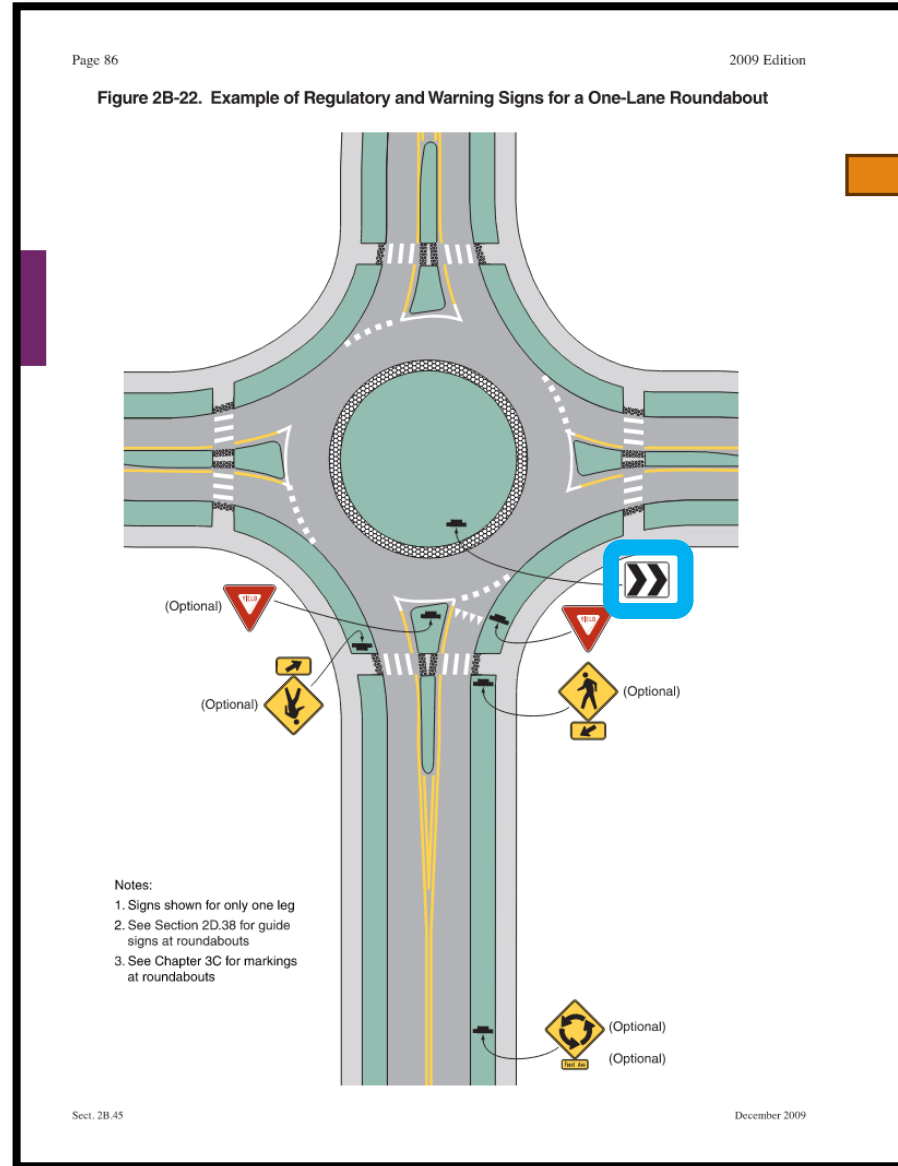 Page 86
2009 Edition
Figure 2B-22. Example of Regulatory and Warning Signs for a One-Lane Roundabout
(Optional)
YIELD
YIELD
(Optional)
(Optional)
Notes:
1. Signs shown for only one leg
2. See Section 2D.38 for guide
signs at roundabouts
3. See Chapter 3C for markings
at roundabouts
(Optional)
(Optional)
Sect. 2B.45
December 2009